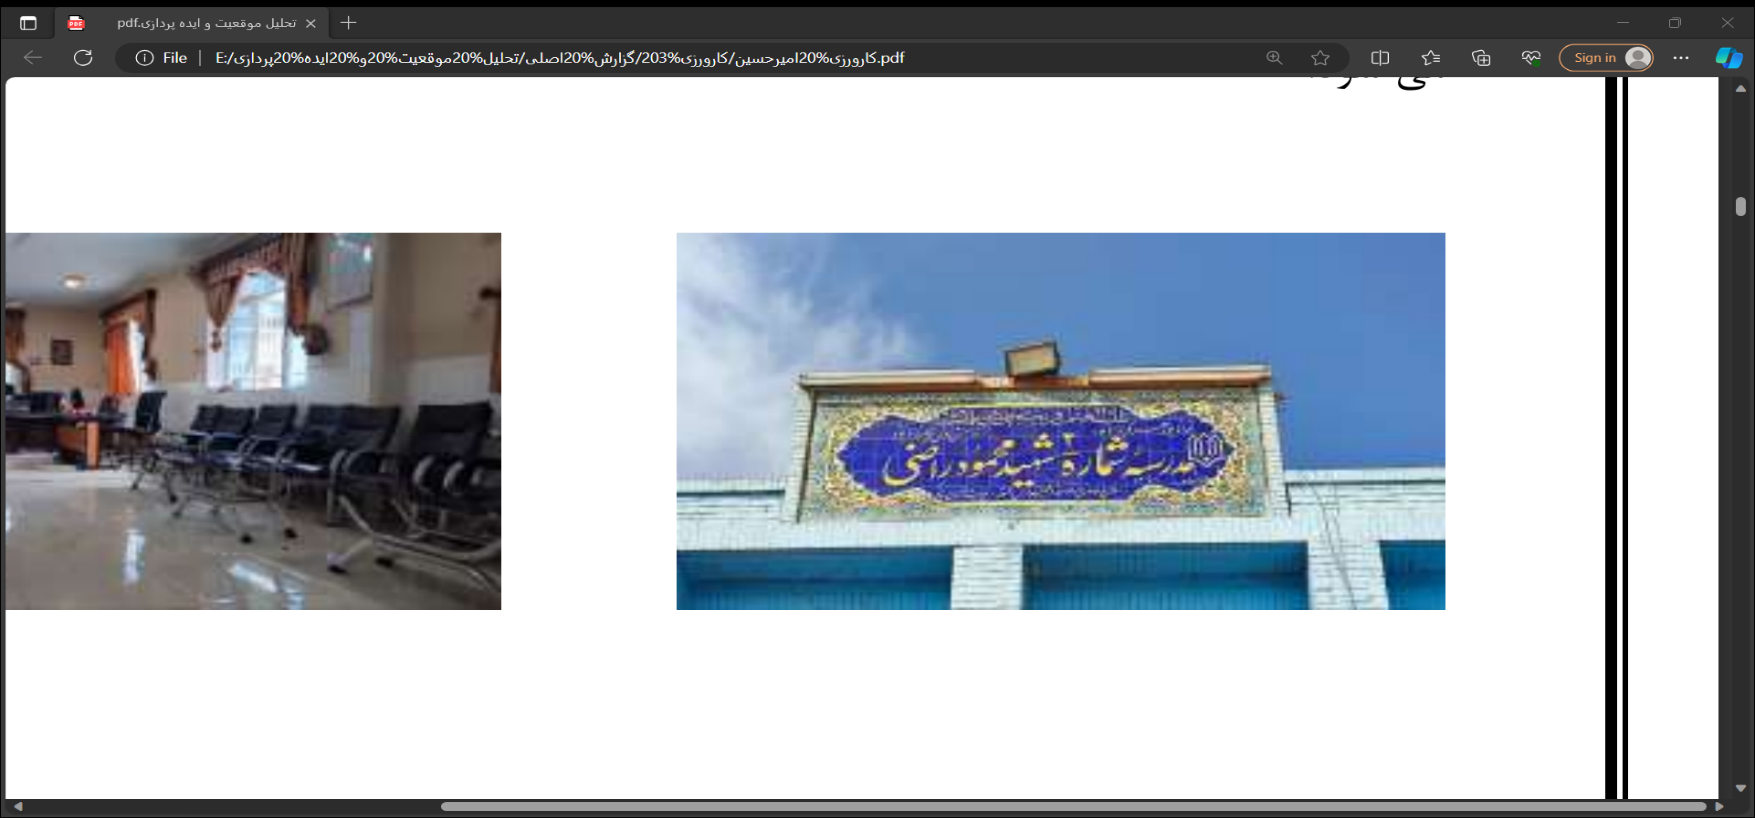 تحلیل موقعیت و ایده پردازی.pdf
File
E:/کارورزی%20امیرحسین/کارورزی%203/گزارش%20اصلی/تحلیل%20موقعیت%20و%20ایده%20پردازی.pdf
Sign in
مدرسه شماره ۲ شهید محمود راضی